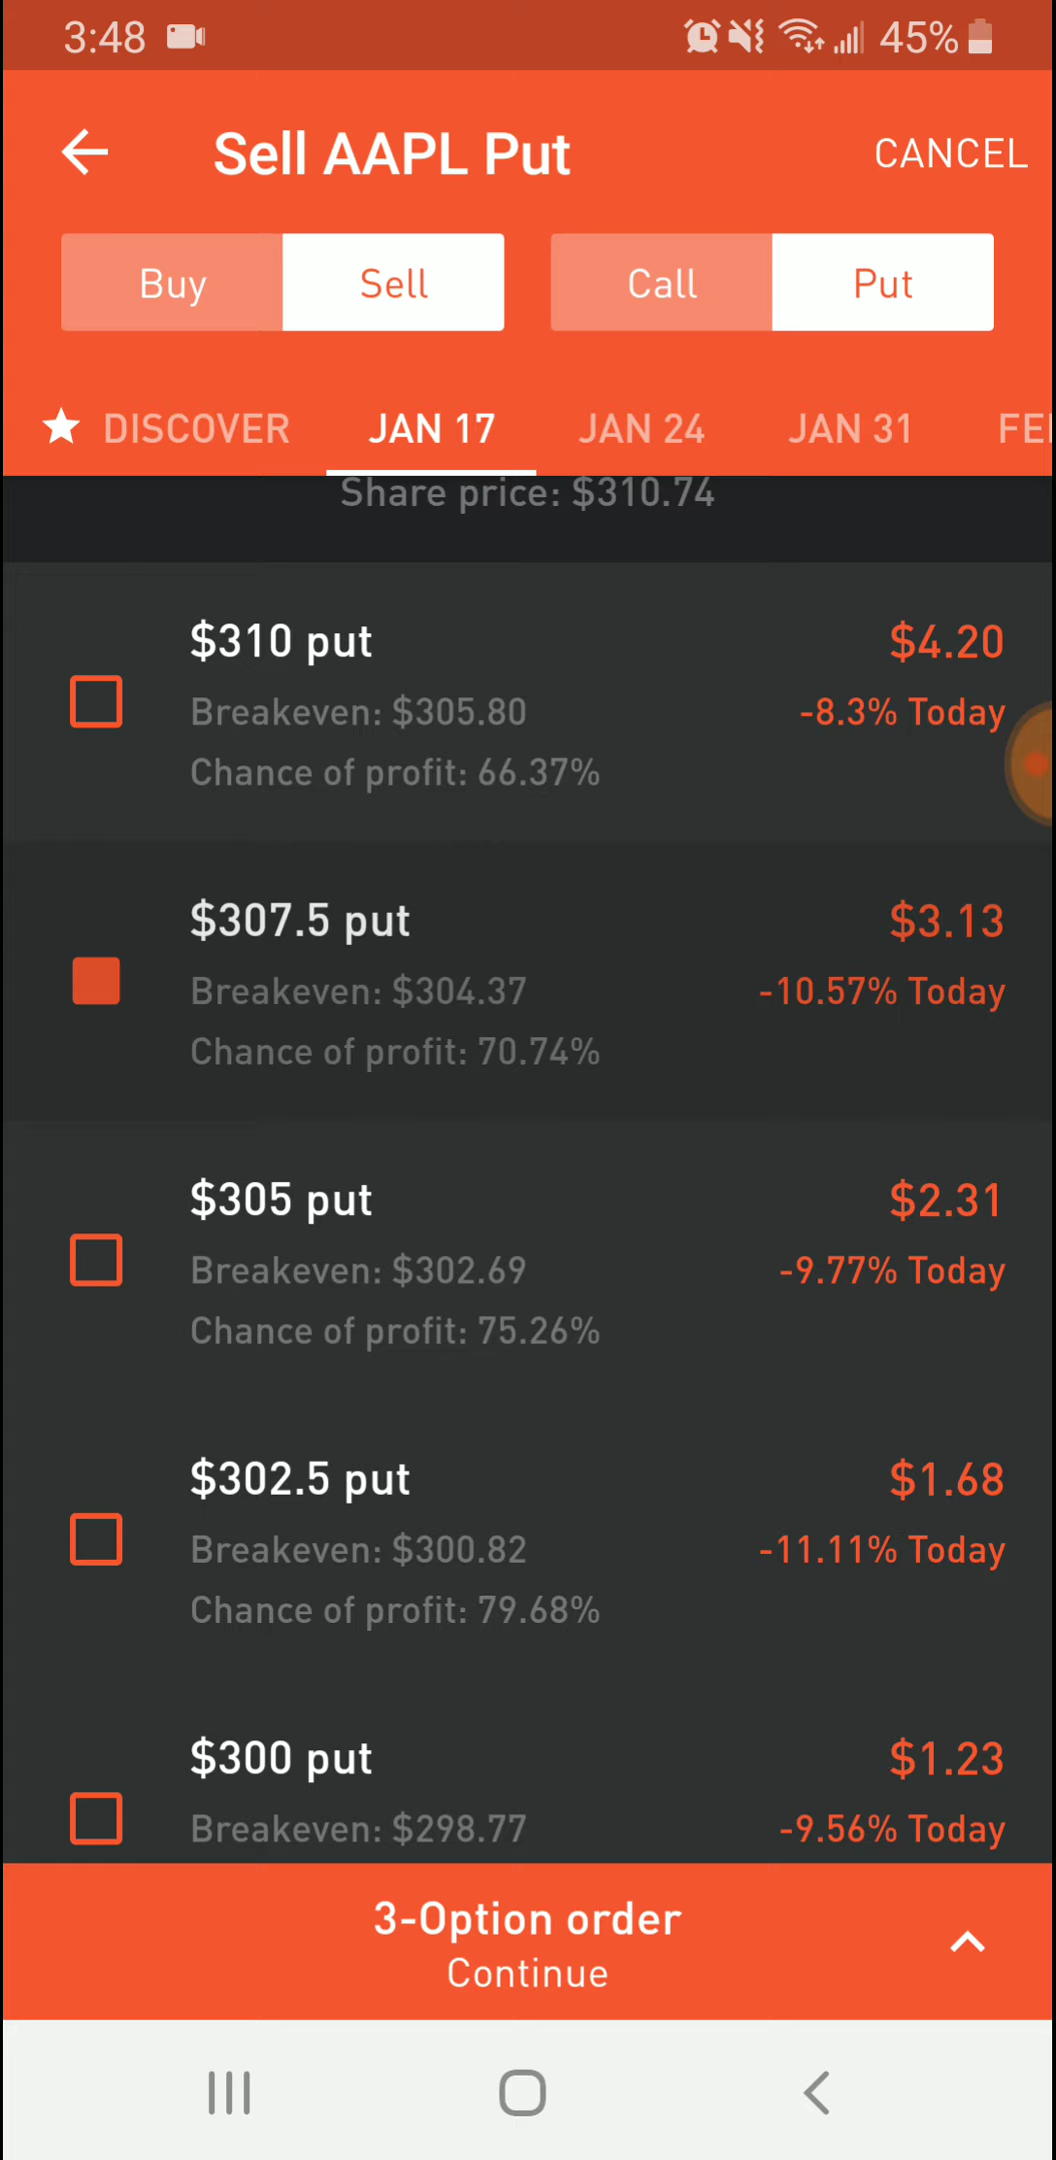 3:48 45%
Sell AAPL Put CANCEL
Buy Sell Call Put
DISCOVER JAN 17 JAN 24 JAN 31
Share price: $310.74
$310 put $4.20
Breakeven: $305.80 -8.3% Today
Chance of profit: 66.37%
$307.5 put $3.13
Breakeven: $304.37 -10.57% Today
Chance of profit: 70.74%
$305 put $2.31
Breakeven: $302.69 -9.77% Today
Chance of profit: 75.26%
$302.5 put $1.68
Breakeven: $300.82 -11.11% Today
Chance of profit: 79.68%
$300 put $1.23
Breakeven: $298.77 -9.56% Today
3-Option order
Continue